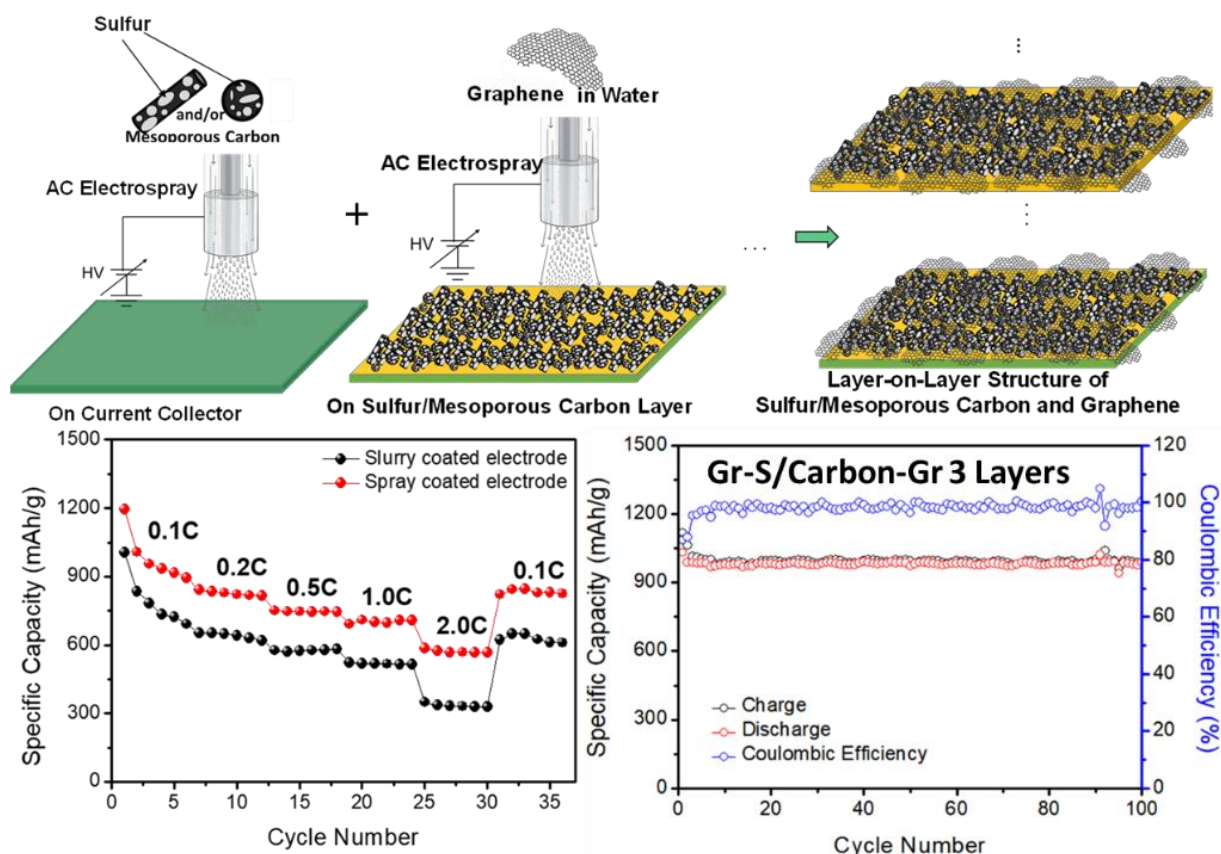 Sulfur
and/or
Mesoporous Carbon
AC Electrospray
HV
On Current Collector
+
Graphene in Water
AC Electrospray
HV
On Sulfur/Mesoporous Carbon Layer
...
⋮
...
⋮
Layer-on-Layer Structure of
Sulfur/Mesoporous Carbon and Graphene
1500
1200
900
600
300
0
Specific Capacity (mAh/g)
Slurry coated electrode
Spray coated electrode
0.1C
0.2C
0.5C
1.0C
2.0C
0.1C
0 5 10 15 20 25 30 35
Cycle Number
1500
1200
900
600
300
0
Specific Capacity (mAh/g)
Gr-S/Carbon-Gr 3 Layers
Charge
Discharge
Coulombic Efficiency
120
100
80
60
40
20
0
Coulombic Efficiency (%)
0 20 40 60 80 100
Cycle Number